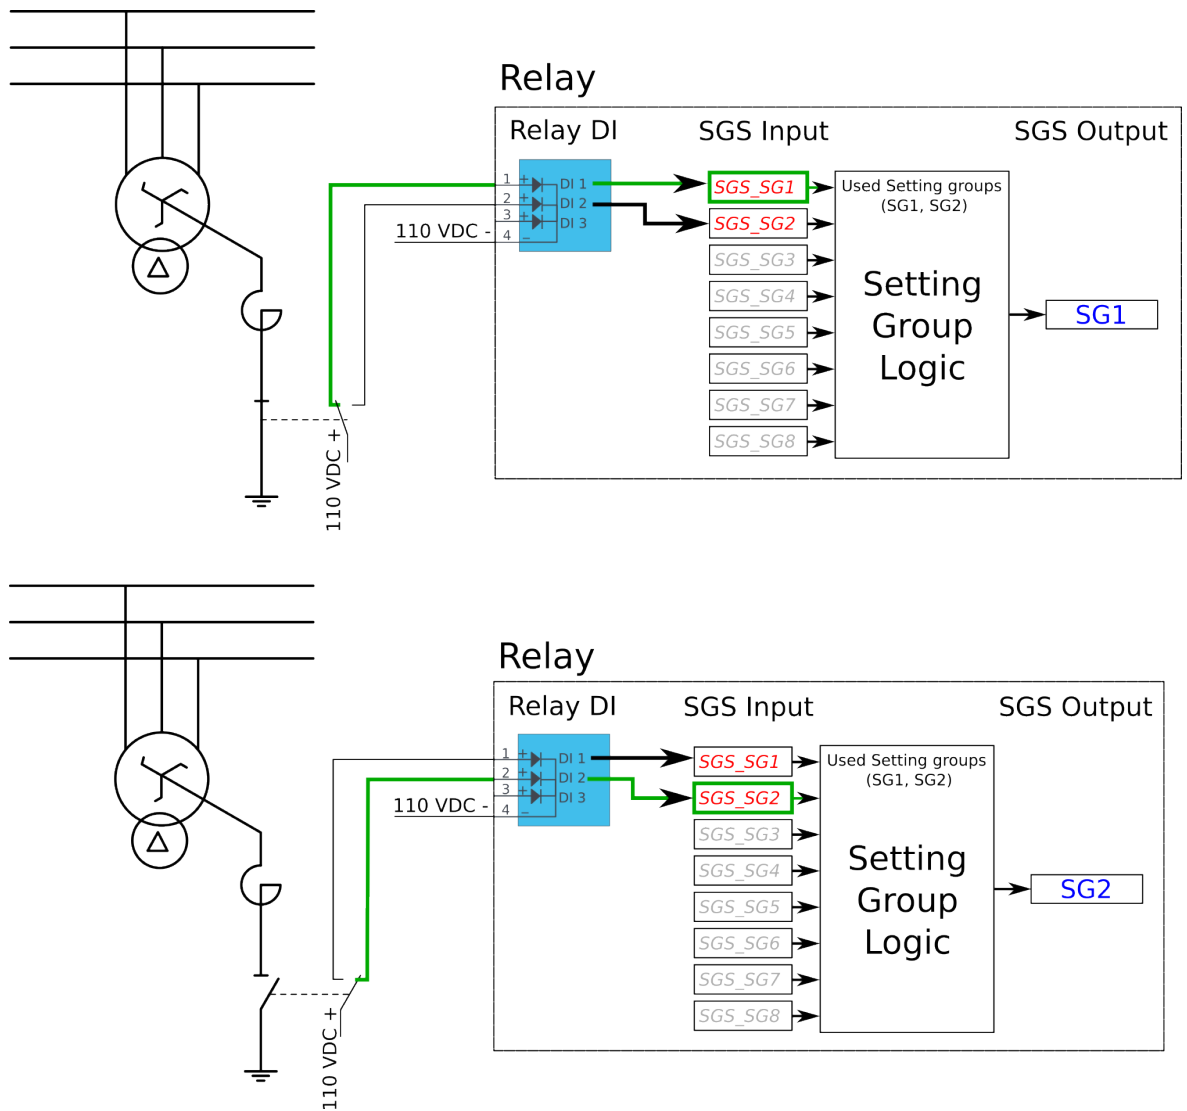 Relay
Relay DI
SGS Input
SGS Output
1
+
DI 1
2
+
DI 2
3
+
DI 3
110 VDC -
4
−
SGS_SG1
SGS_SG2
SGS_SG3
SGS_SG4
SGS_SG5
SGS_SG6
SGS_SG7
SGS_SG8
Used Setting groups
(SG1, SG2)
Setting
Group
Logic
SG1
110 VDC +
Relay
Relay DI
SGS Input
SGS Output
1
+
DI 1
2
+
DI 2
3
+
DI 3
110 VDC -
4
−
SGS_SG1
SGS_SG2
SGS_SG3
SGS_SG4
SGS_SG5
SGS_SG6
SGS_SG7
SGS_SG8
Used Setting groups
(SG1, SG2)
Setting
Group
Logic
SG2
110 VDC +